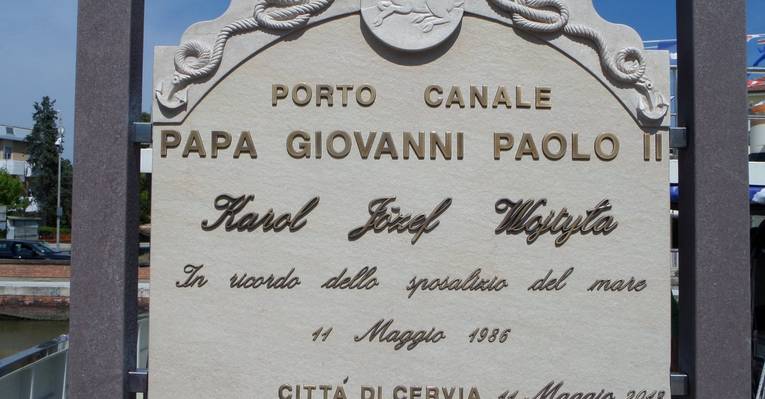 PORTO CANALE
PAPA GIOVANNI PAOLO II
Karol Józef Wojtyła
In ricordo dello sposalizio del mare
11 Maggio 1986
CITTÁ DI CERVIA 11 Maggio